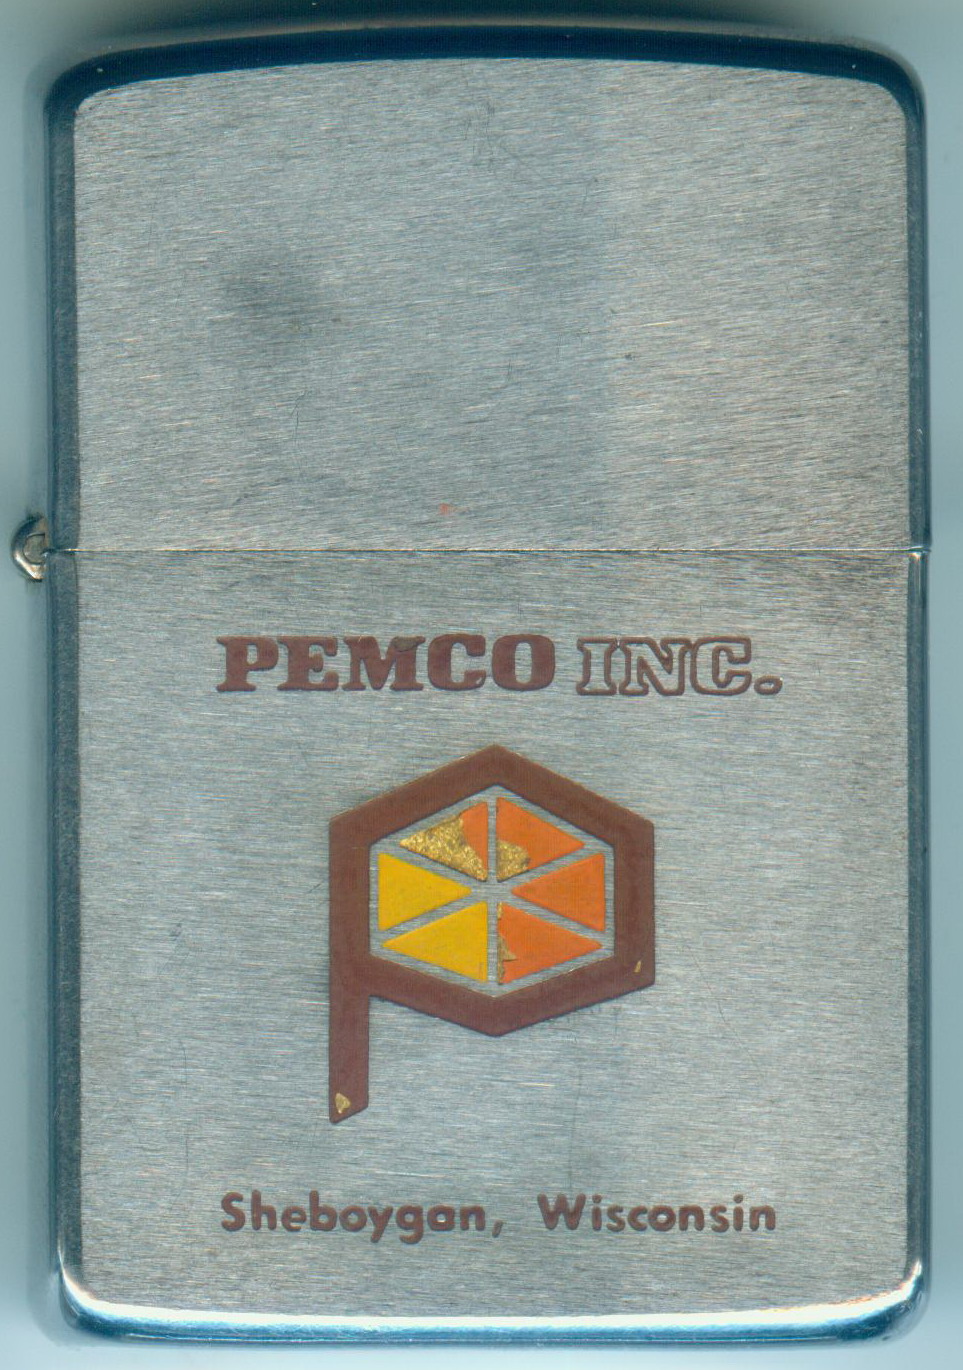 PEMCO INC.
Sheboygan, Wisconsin